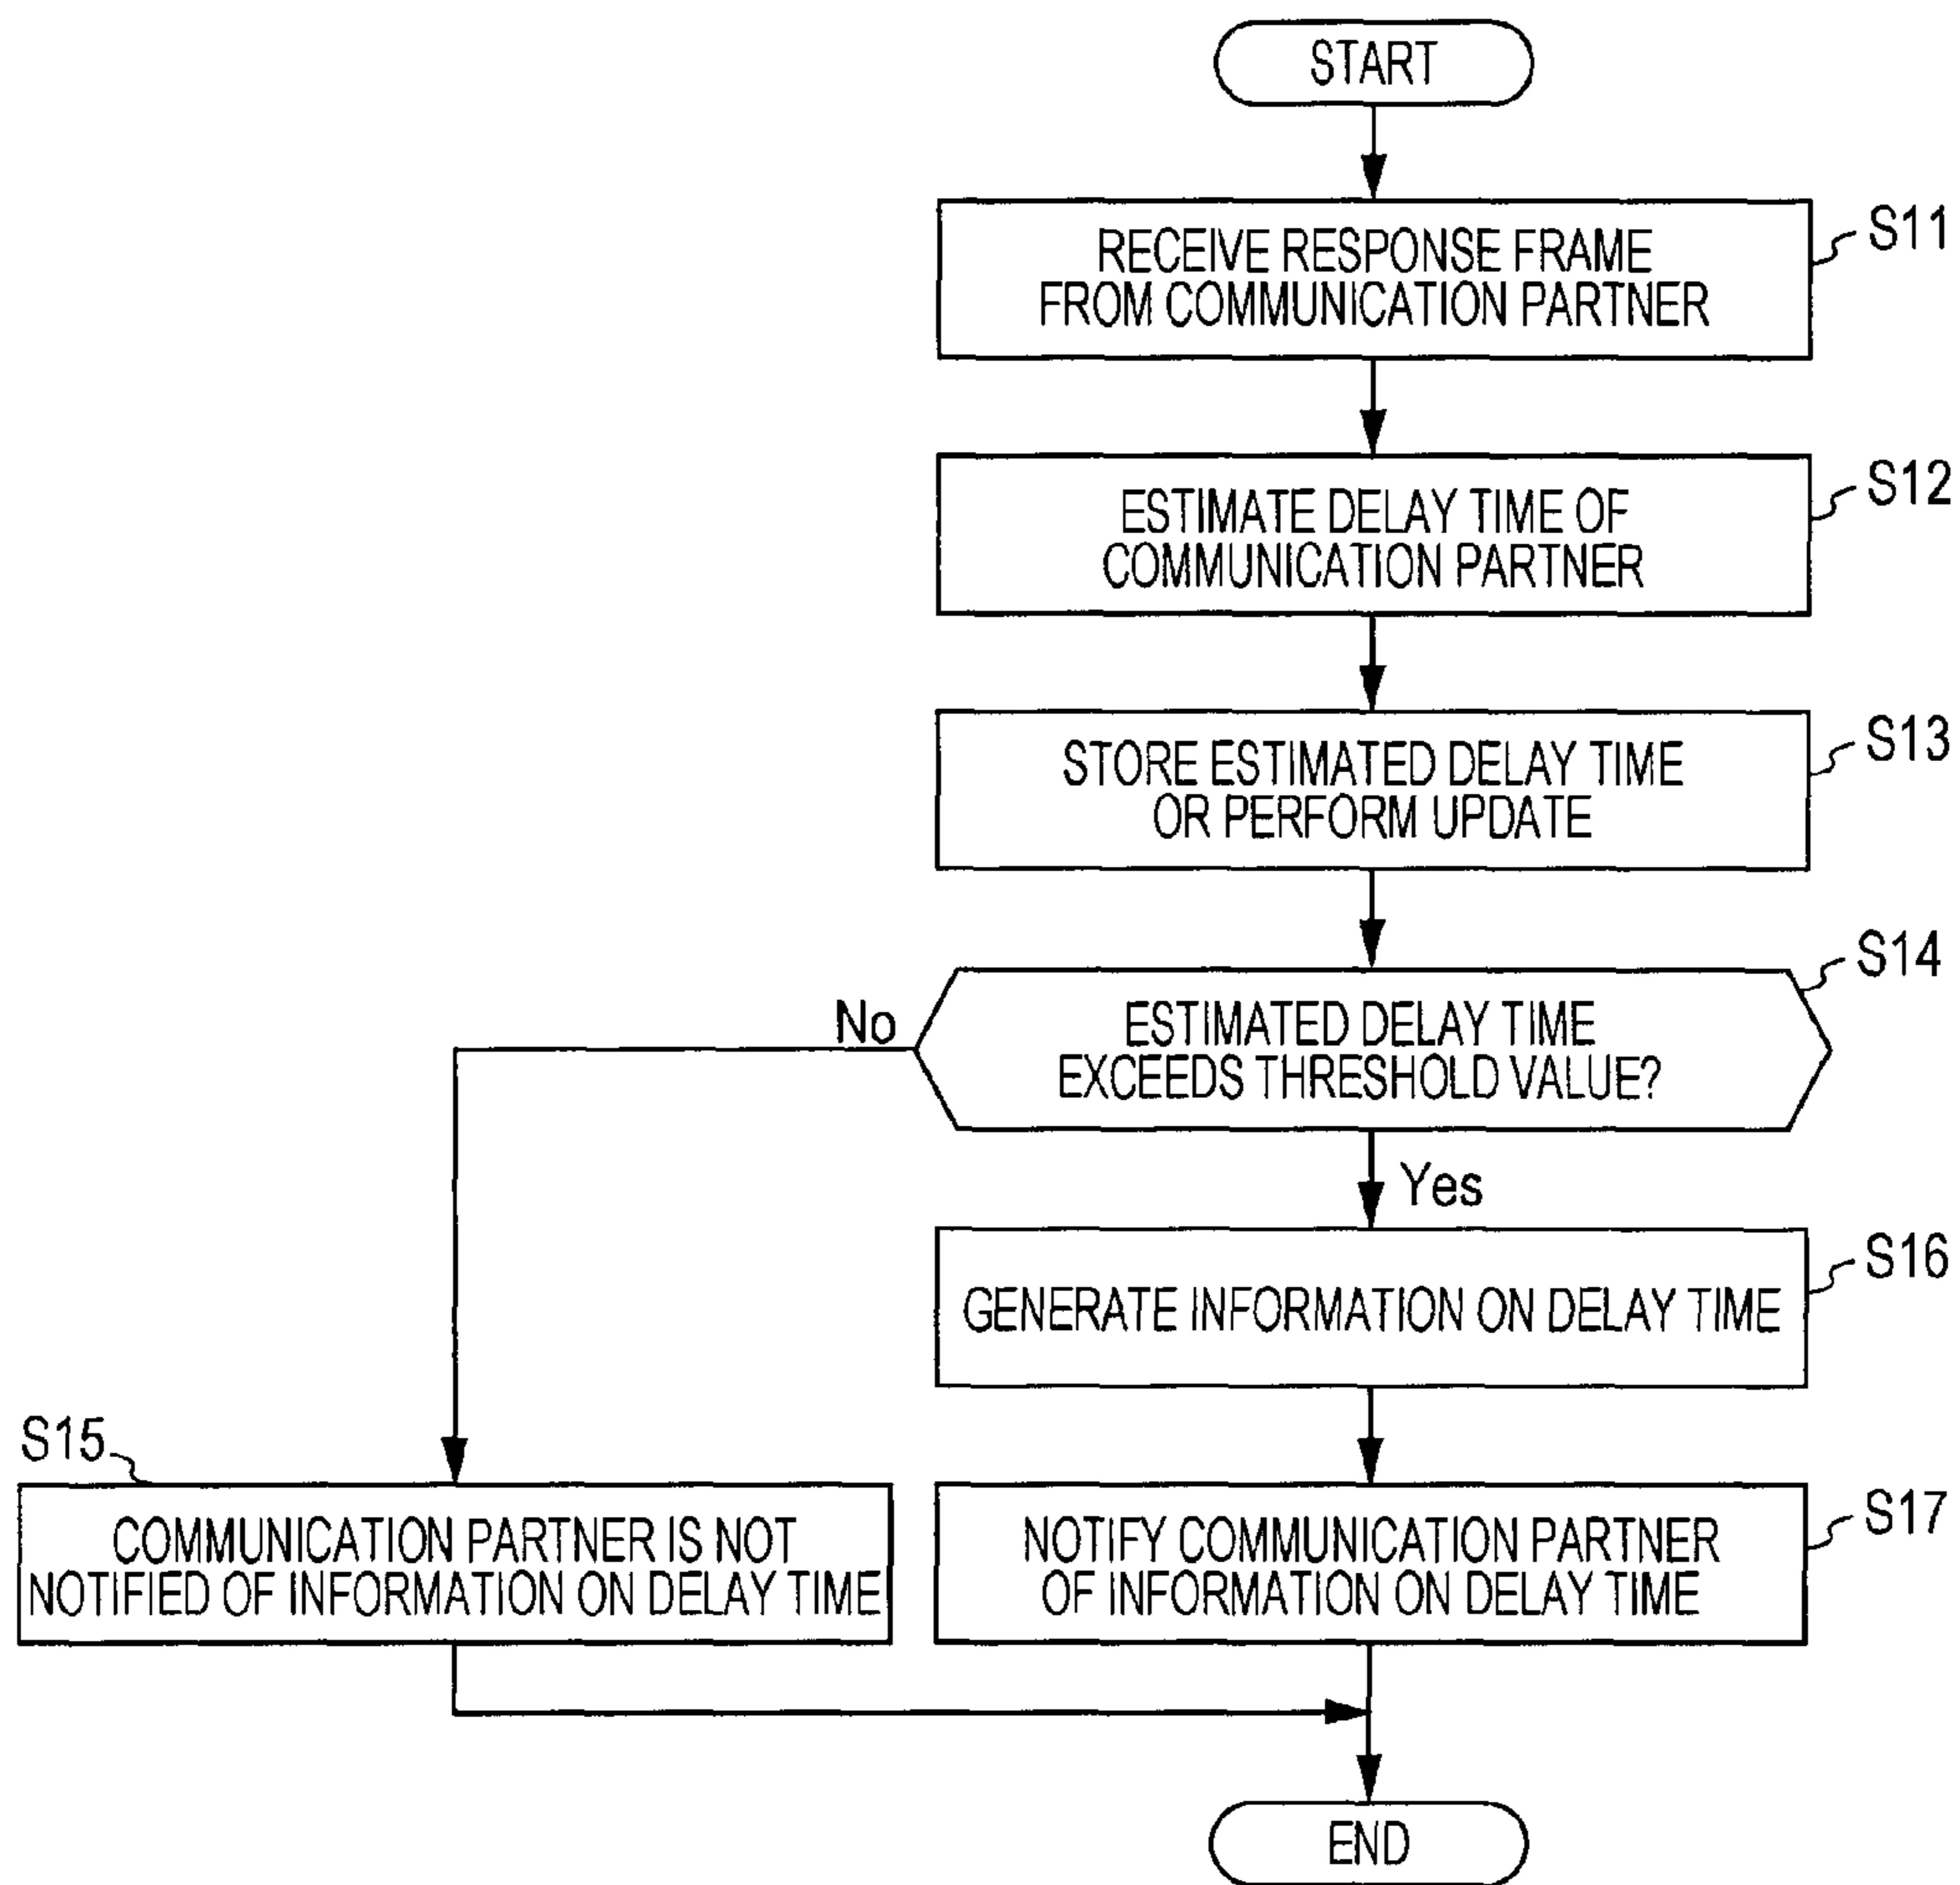 START
RECEIVE RESPONSE FRAME
FROM COMMUNICATION PARTNER
S11
ESTIMATE DELAY TIME OF
COMMUNICATION PARTNER
S12
STORE ESTIMATED DELAY TIME
OR PERFORM UPDATE
S13
ESTIMATED DELAY TIME
EXCEEDS THRESHOLD VALUE?
S14
No
Yes
GENERATE INFORMATION ON DELAY TIME
S16
S15
COMMUNICATION PARTNER IS NOT
NOTIFIED OF INFORMATION ON DELAY TIME
NOTIFY COMMUNICATION PARTNER
OF INFORMATION ON DELAY TIME
S17
END